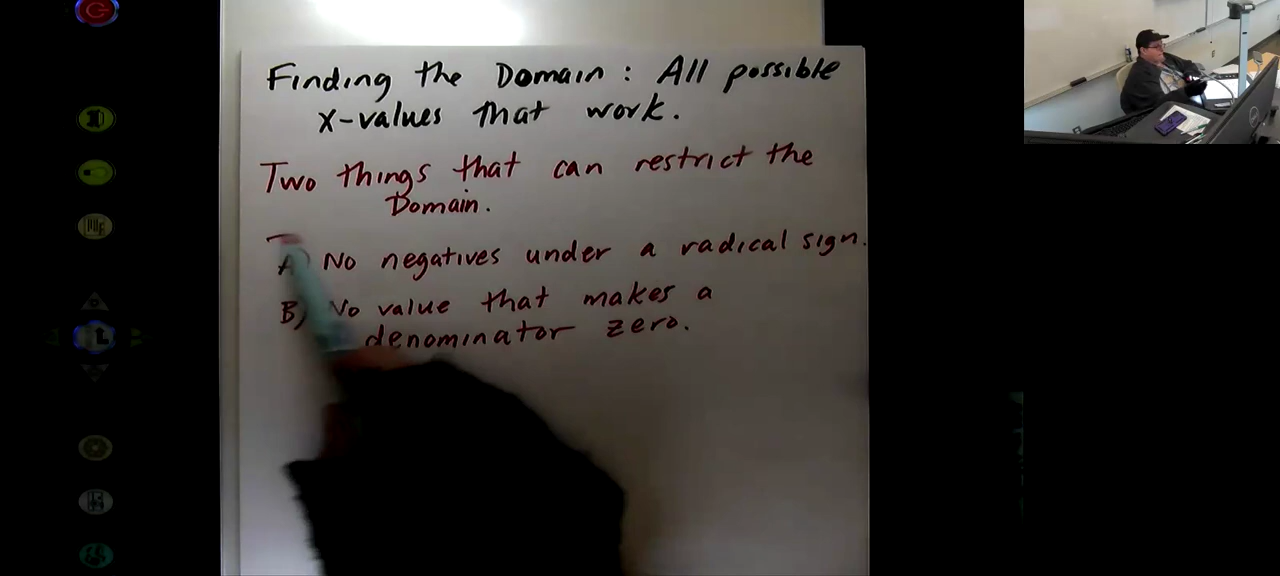 Finding the Domain : All possible
x-values that work.
Two things that can restrict the
Domain.
A) No negatives under a radical sign.
B) No value that makes a
denominator zero.